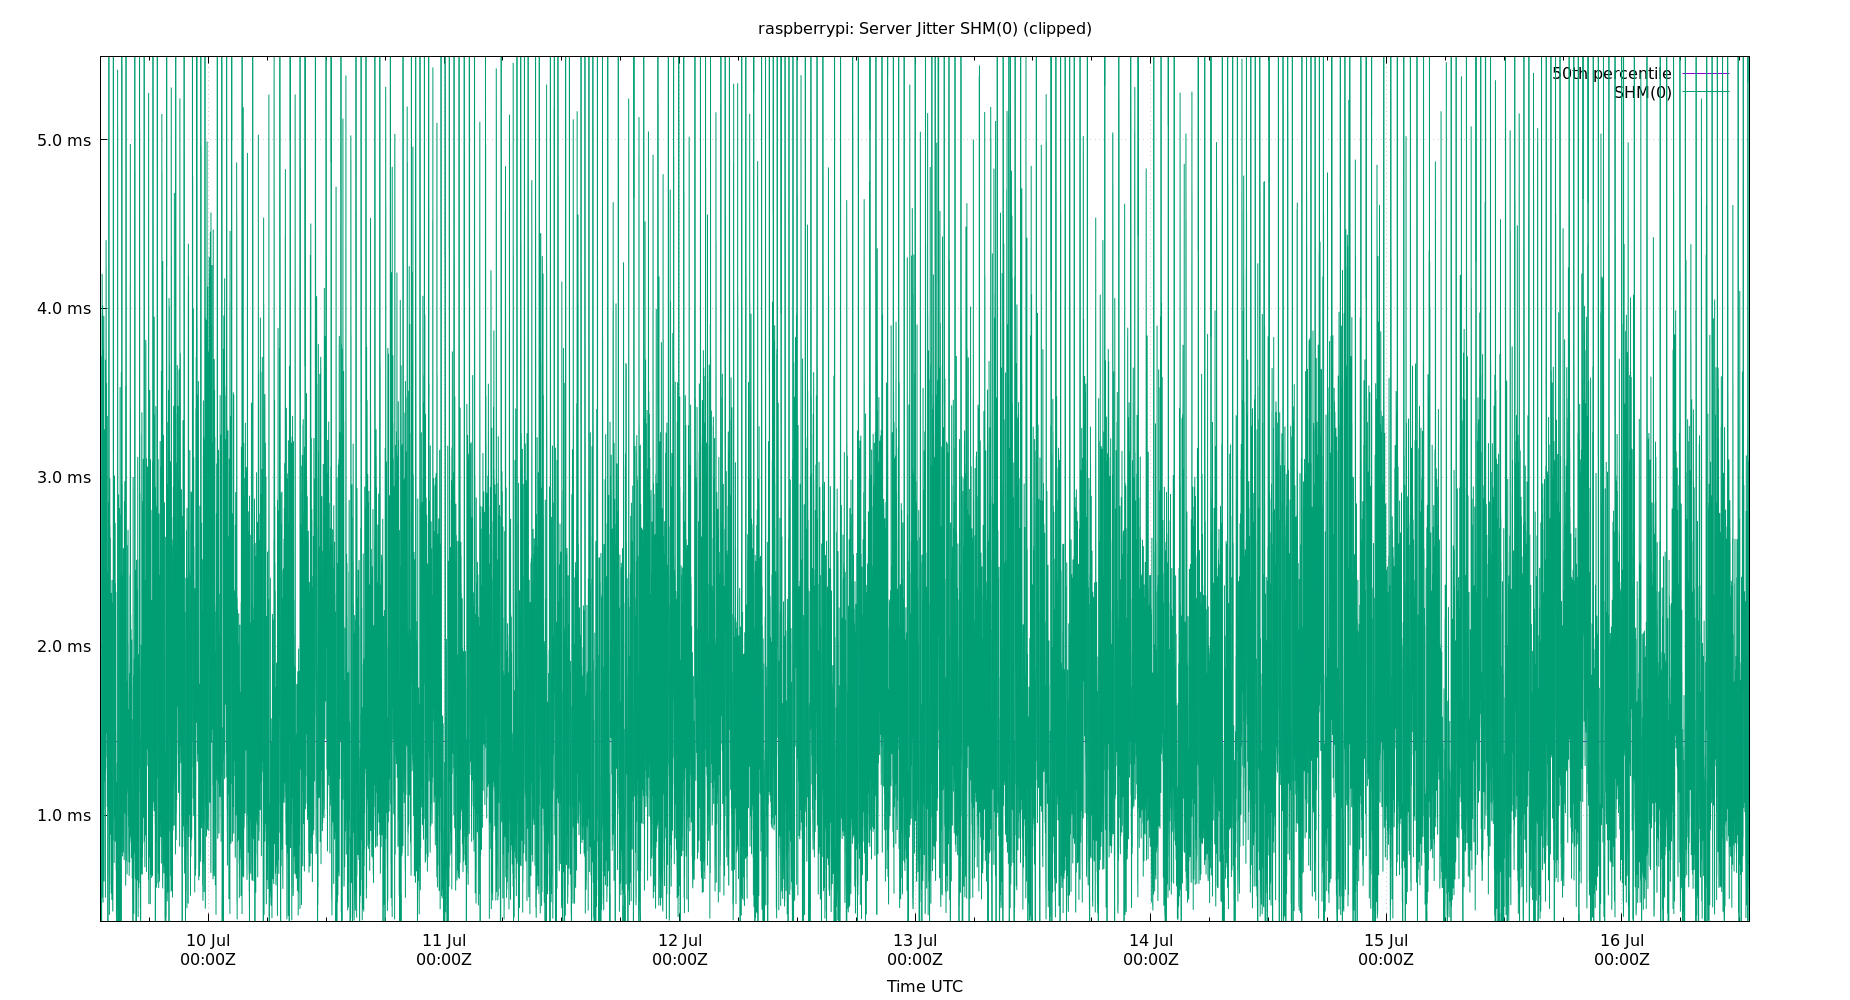 raspberrypi: Server Jitter SHM(0) (clipped)
50th percentile
SHM(0)
5.0 ms
4.0 ms
3.0 ms
2.0 ms
1.0 ms
10 Jul 11 Jul 12 Jul 13 Jul 14 Jul 15 Jul 16 Jul
00:00Z 00:00Z 00:00Z 00:00Z 00:00Z 00:00Z 00:00Z
Time UTC